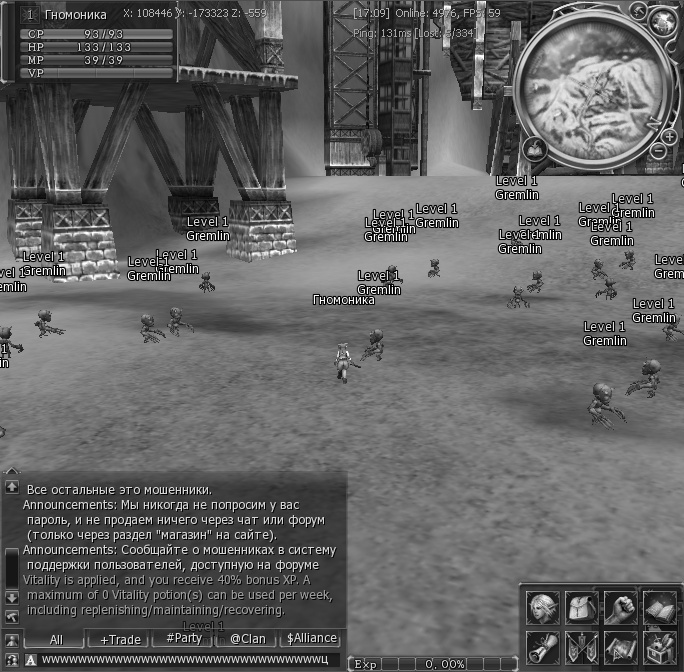 1 Гномоника X: 108446 Y: -173323 Z: -559 [17:09] Online: 4976, FPS: 59
CP 93/93
HP 133/133
MP 39/39
VP
Level 1
Gremlin
Level 1
Gremlin
Level 1
Gremlin
Level 1
Gremlin
Level 1
Gremlin
Level 1
Gremlin
Level 1
Gremlin
Level 1
Gremlin
Гномоника
Level 1
Gremlin
Level 1
Gremlin
Все остальные это мошенники.
Announcements: Мы никогда не попросим у вас
пароль, и не продаем ничего через чат или форум
(только через раздел "магазин" на сайте).
Announcements: Сообщайте о мошенниках в систему
поддержки пользователей, доступную на форуме
Vitality is applied, and you receive 40% bonus XP. A
maximum of 0 Vitality potion(s) can be used per week,
including replenishing/maintaining/recovering.
Level 1
All +Trade #Party @Clan $Alliance
A
Exp 0.00%